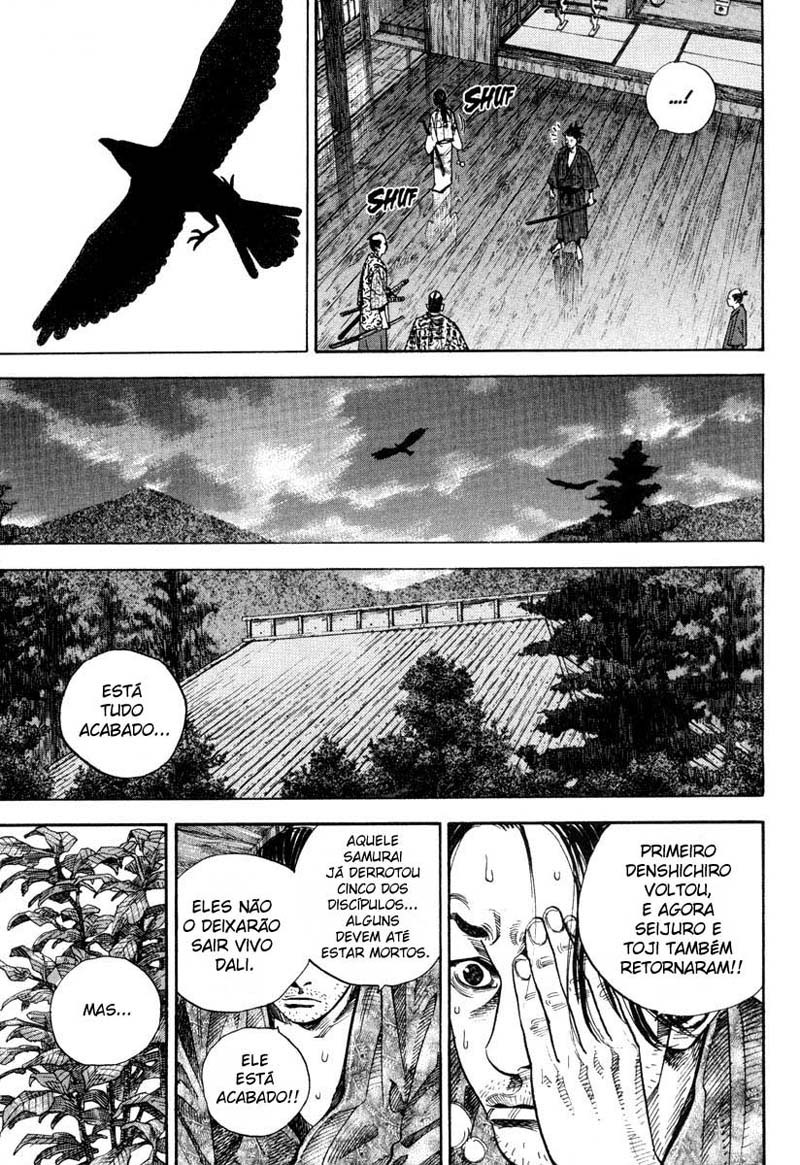 ...!
SHUF
SHUF
ESTÁ
TUDO
ACABADO...
PRIMEIRO
DENSHICHIRO
VOLTOU,
E AGORA
SEIJURO E
TOJI TAMBÉM
RETORNARAM!!
AQUELE
SAMURAI
JÁ DERROTOU
CINCO DOS
DISCÍPULOS...
ALGUNS
DEVEM ATÉ
ESTAR MORTOS.
ELES NÃO
O DEIXARÃO
SAIR VIVO
DALI.
ELE
ESTÁ
ACABADO!!
MAS...